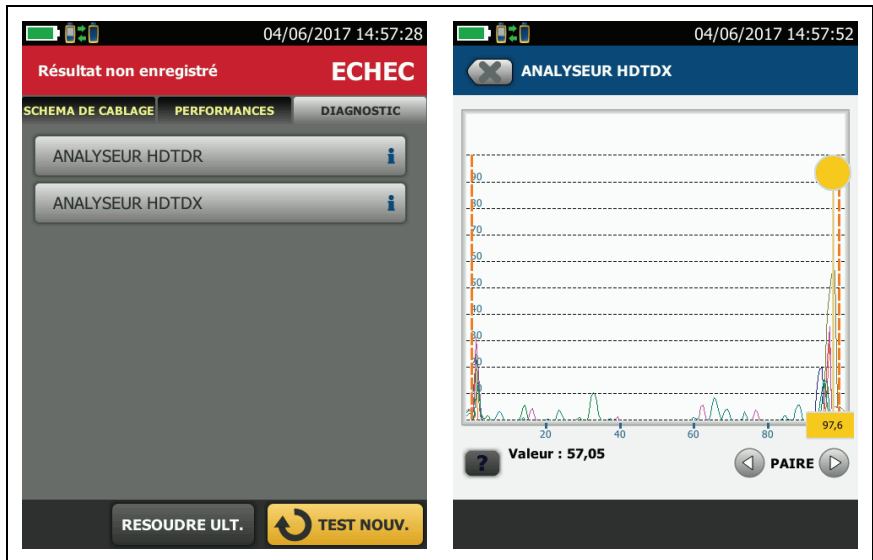 04/06/2017 14:57:28
Résultat non enregistré
ECHEC
SCHEMA DE CABLAGE
PERFORMANCES
DIAGNOSTIC
ANALYSEUR HDTDR
i
ANALYSEUR HDTDX
i
RESOUDRE ULT.
TEST NOUV.
04/06/2017 14:57:52
ANALYSEUR HDTDX
90
80
70
60
50
40
30
20
20
40
60
80
97,6
?
Valeur : 57,05
PAIRE